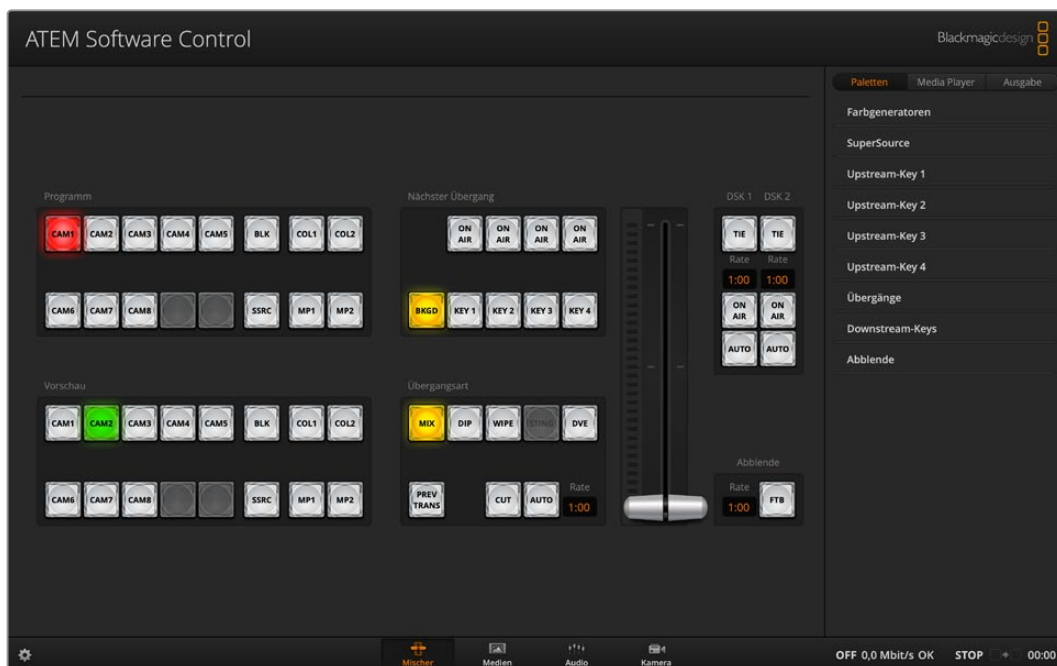 ATEM Software Control
Blackmagicdesign
Paletten Media Player Ausgabe
Farbgeneratoren
SuperSource
Upstream-Key 1
Upstream-Key 2
Upstream-Key 3
Upstream-Key 4
Übergänge
Downstream-Keys
Abblende
Programm
CAM1 CAM2 CAM3 CAM4 CAM5 BLK COL1 COL2
CAM6 CAM7 CAM8 SSRC MP1 MP2
Nächster Übergang
ON AIR ON AIR ON AIR ON AIR
BKGD KEY 1 KEY 2 KEY 3 KEY 4
DSK 1 DSK 2
TIE TIE
Rate Rate
1:00 1:00
ON AIR ON AIR
AUTO AUTO
Vorschau
CAM1 CAM2 CAM3 CAM4 CAM5 BLK COL1 COL2
CAM6 CAM7 CAM8 SSRC MP1 MP2
Übergangsart
MIX DIP WIPE STING DVE
PREV TRANS CUT AUTO Rate 1:00
Abblende
Rate
1:00 FTB
Mischer Medien Audio Kamera
OFF 0,0 Mbit/s OK STOP 00:00